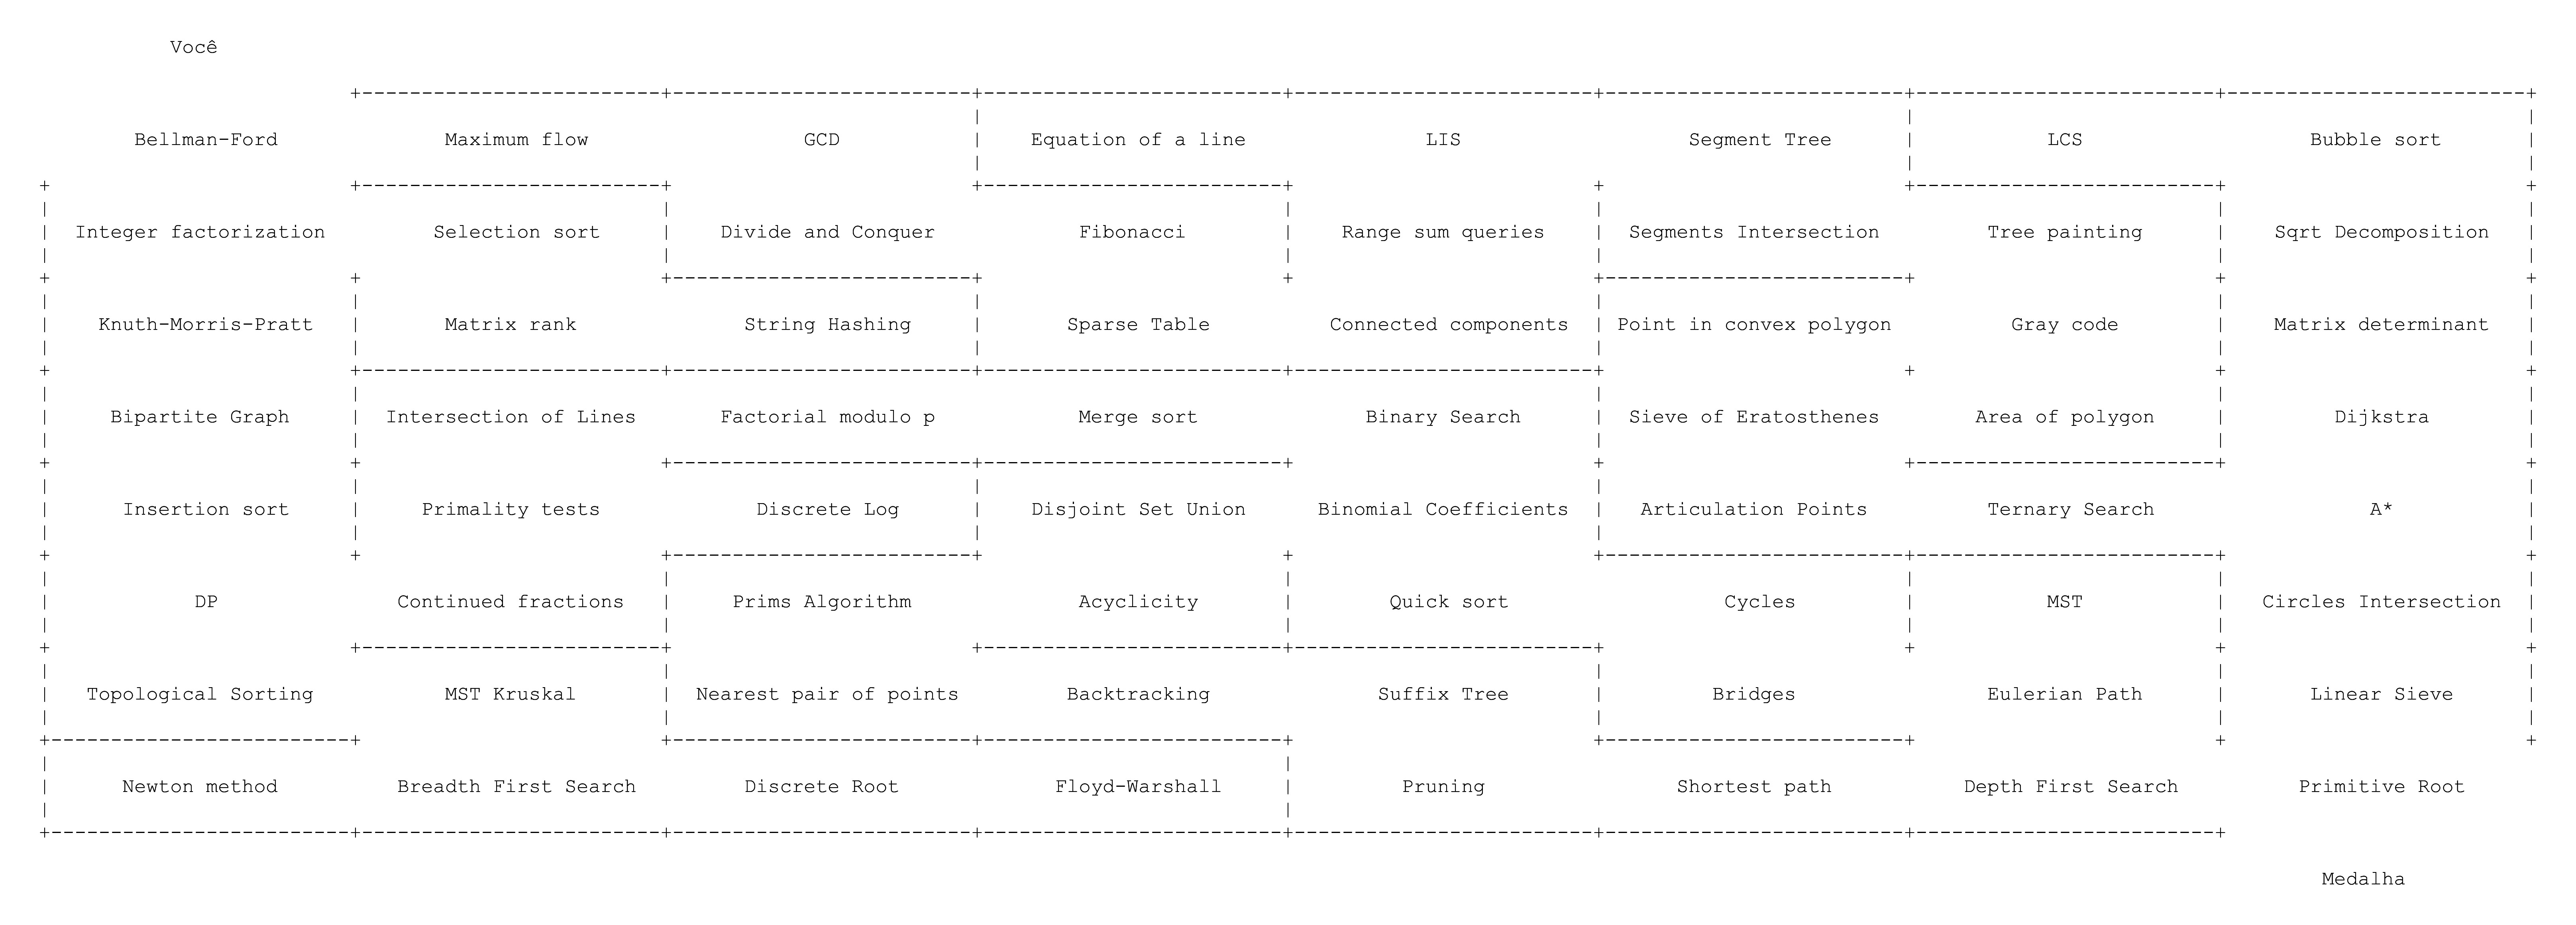 Você
Bellman-Ford Maximum flow GCD Equation of a line LIS Segment Tree LCS Bubble sort
Integer factorization Selection sort Divide and Conquer Fibonacci Range sum queries Segments Intersection Tree painting Sqrt Decomposition
Knuth-Morris-Pratt Matrix rank String Hashing Sparse Table Connected components Point in convex polygon Gray code Matrix determinant
Bipartite Graph Intersection of Lines Factorial modulo p Merge sort Binary Search Sieve of Eratosthenes Area of polygon Dijkstra
Insertion sort Primality tests Discrete Log Disjoint Set Union Binomial Coefficients Articulation Points Ternary Search A*
DP Continued fractions Prims Algorithm Acyclicity Quick sort Cycles MST Circles Intersection
Topological Sorting MST Kruskal Nearest pair of points Backtracking Suffix Tree Bridges Eulerian Path Linear Sieve
Newton method Breadth First Search Discrete Root Floyd-Warshall Pruning Shortest path Depth First Search Primitive Root
Medalha